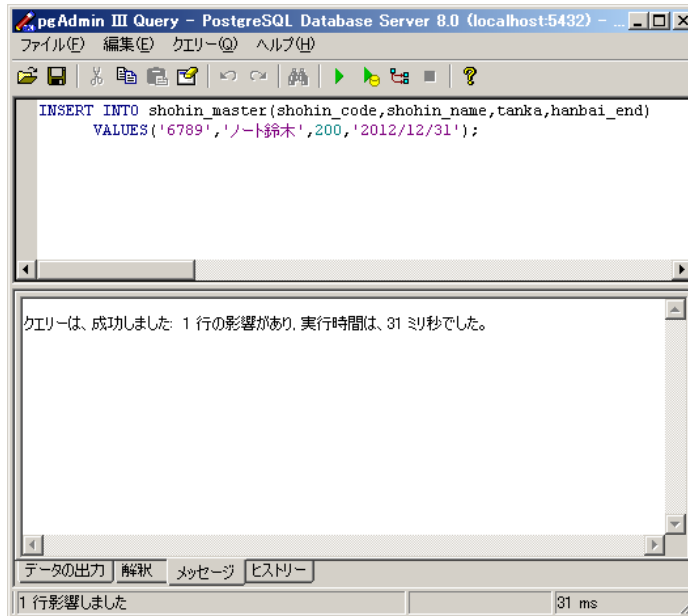 pgAdmin III Query - PostgreSQL Database Server 8.0 (localhost:5432) - ...
ファイル(F) 編集(E) クエリー(Q) ヘルプ(H)
INSERT INTO shohin_master(shohin_code,shohin_name,tanka,hanbai_end)
VALUES('6789','ノート鈴木',200,'2012/12/31');
クエリーは、成功しました: 1 行の影響があり, 実行時間は、31 ミリ秒でした。
データの出力 解釈 メッセージ ヒストリー
1 行影響しました 31 ms